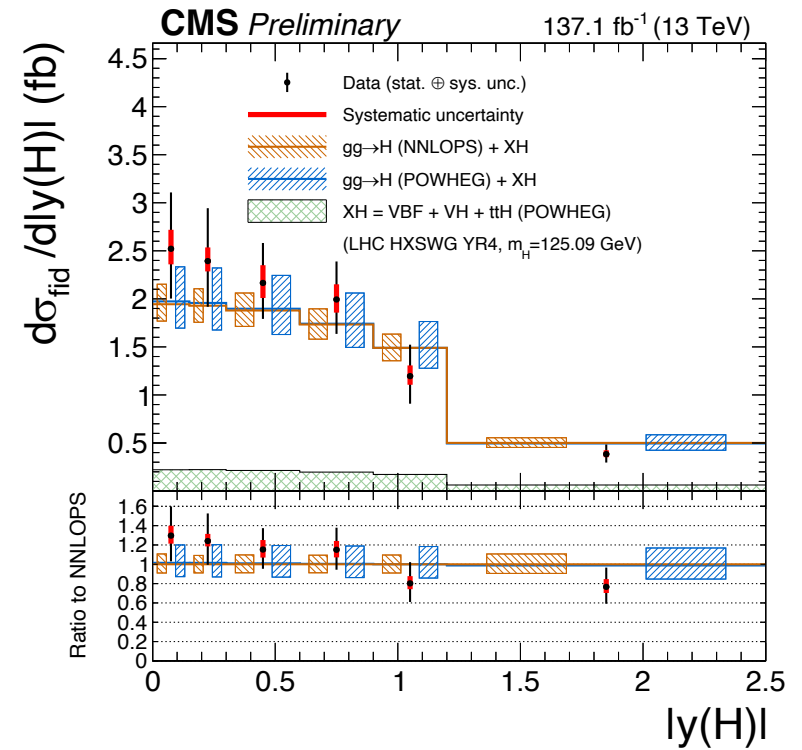 CMS Preliminary 137.1 fb⁻¹ (13 TeV)
dσ_fid /d|y(H)| (fb)
4.5
4
3.5
3
2.5
2
1.5
1
0.5
Data (stat. ⊕ sys. unc.)
Systematic uncertainty
gg→H (NNLOPS) + XH
gg→H (POWHEG) + XH
XH = VBF + VH + ttH (POWHEG)
(LHC HXSWG YR4, m_H=125.09 GeV)
Ratio to NNLOPS
1.6
1.4
1.2
1
0.8
0.6
0.4
0.2
0
0 0.5 1 1.5 2 2.5
|y(H)|